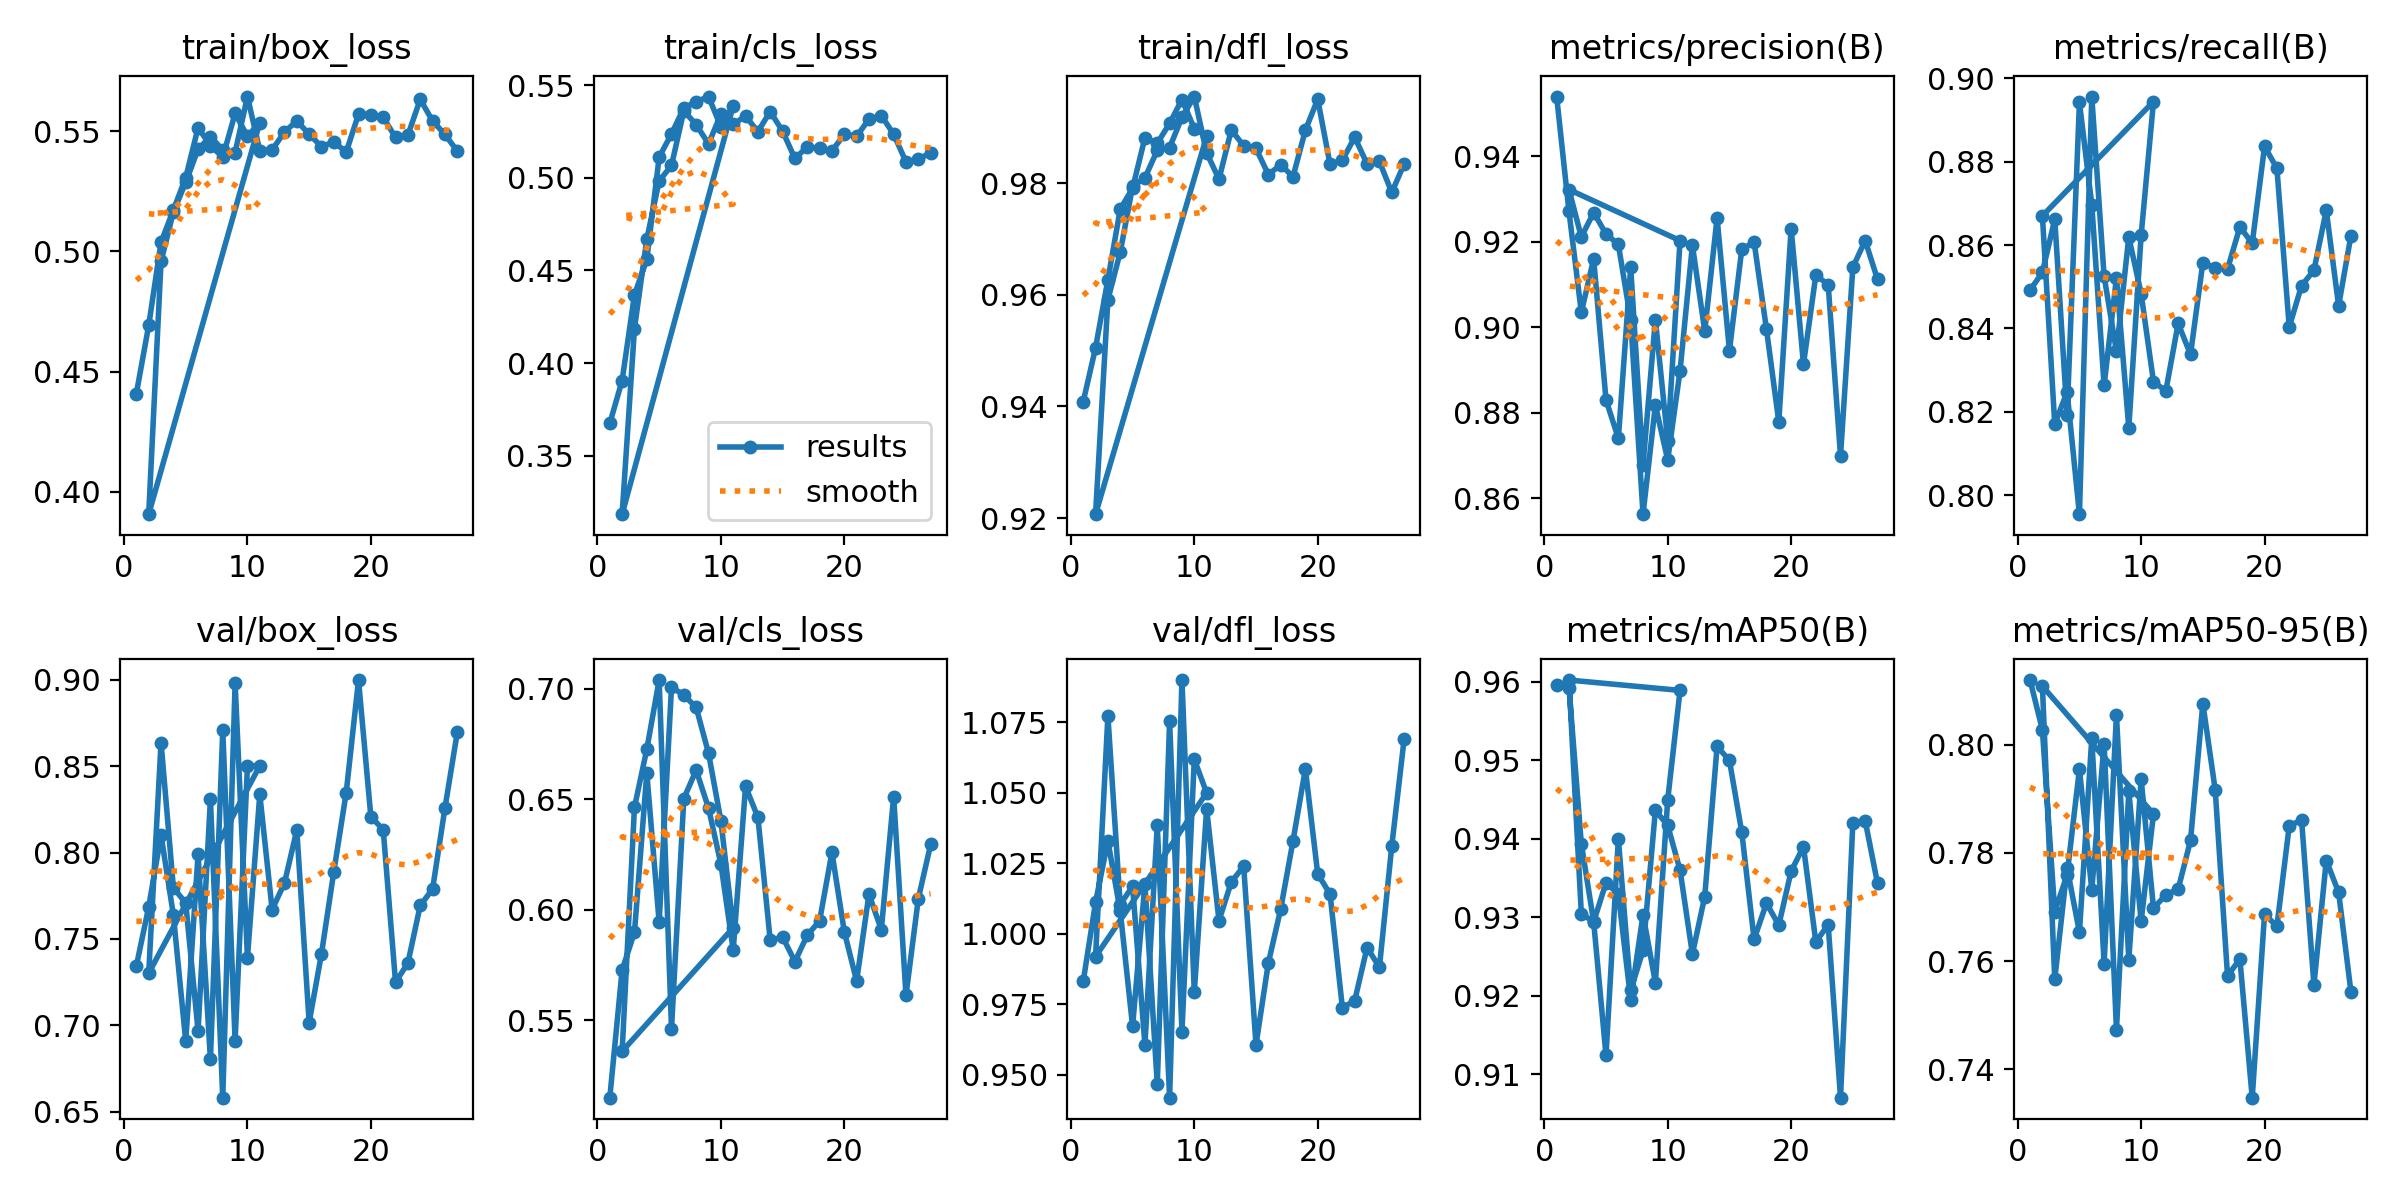 train/box_loss
train/cls_loss
train/dfl_loss
metrics/precision(B)
metrics/recall(B)
0.55
0.50
0.45
0.40
0 10 20
0.55
0.50
0.45
0.40
0.35
results
smooth
0 10 20
0.98
0.96
0.94
0.92
0 10 20
0.94
0.92
0.90
0.88
0.86
0 10 20
0.90
0.88
0.86
0.84
0.82
0.80
0 10 20
val/box_loss
val/cls_loss
val/dfl_loss
metrics/mAP50(B)
metrics/mAP50-95(B)
0.90
0.85
0.80
0.75
0.70
0.65
0 10 20
0.70
0.65
0.60
0.55
0 10 20
1.075
1.050
1.025
1.000
0.975
0.950
0 10 20
0.96
0.95
0.94
0.93
0.92
0.91
0 10 20
0.80
0.78
0.76
0.74
0 10 20